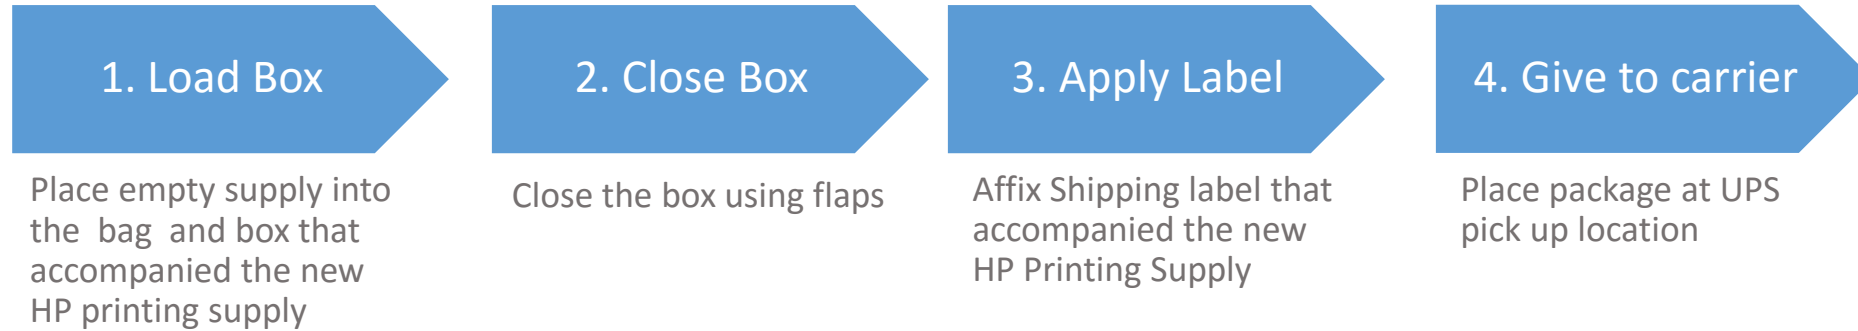 1. Load Box
Place empty supply into
the bag and box that
accompanied the new
HP printing supply
2. Close Box
Close the box using flaps
3. Apply Label
Affix Shipping label that
accompanied the new
HP Printing Supply
4. Give to carrier
Place package at UPS
pick up location